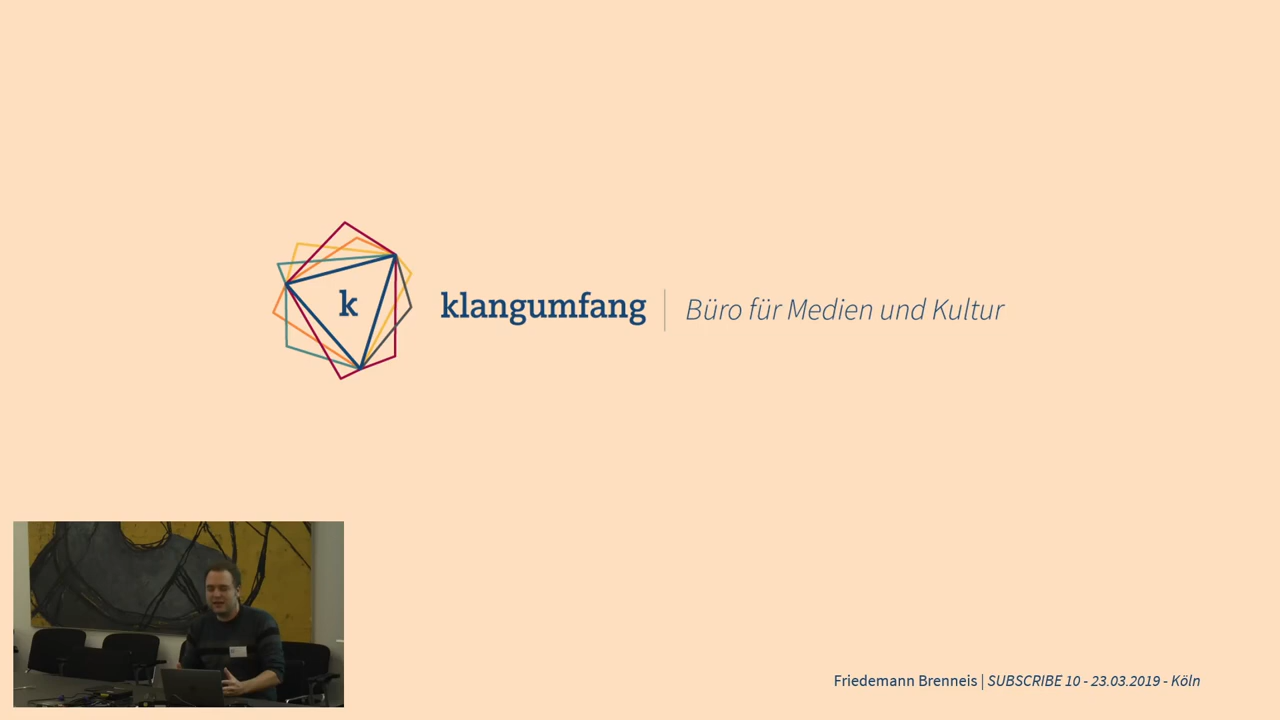 k
klangumfang | Büro für Medien und Kultur
Friedemann Brenneis | SUBSCRIBE 10 - 23.03.2019 - Köln